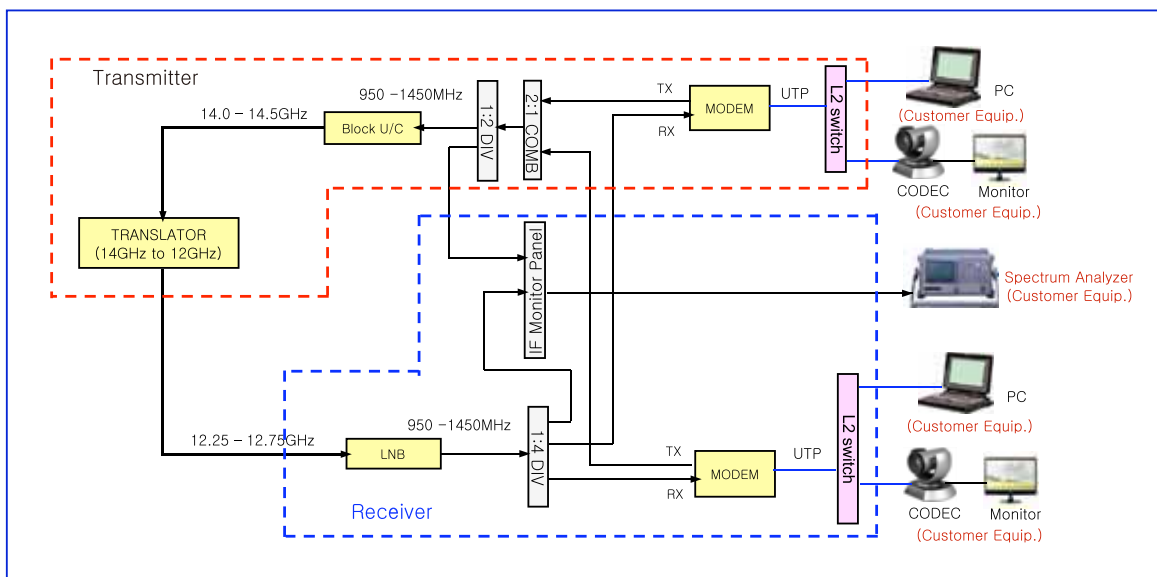 Transmitter
14.0 - 14.5GHz
Block U/C
950 -1450MHz
1:2 DIV
2:1 COMB
TX
RX
MODEM
UTP
L2 switch
PC
(Customer Equip.)
CODEC
Monitor
(Customer Equip.)
TRANSLATOR
(14GHz to 12GHz)
IF Monitor Panel
Spectrum Analyzer
(Customer Equip.)
12.25 - 12.75GHz
LNB
950 -1450MHz
1:4 DIV
TX
RX
MODEM
UTP
L2 switch
PC
(Customer Equip.)
CODEC
Monitor
(Customer Equip.)
Receiver